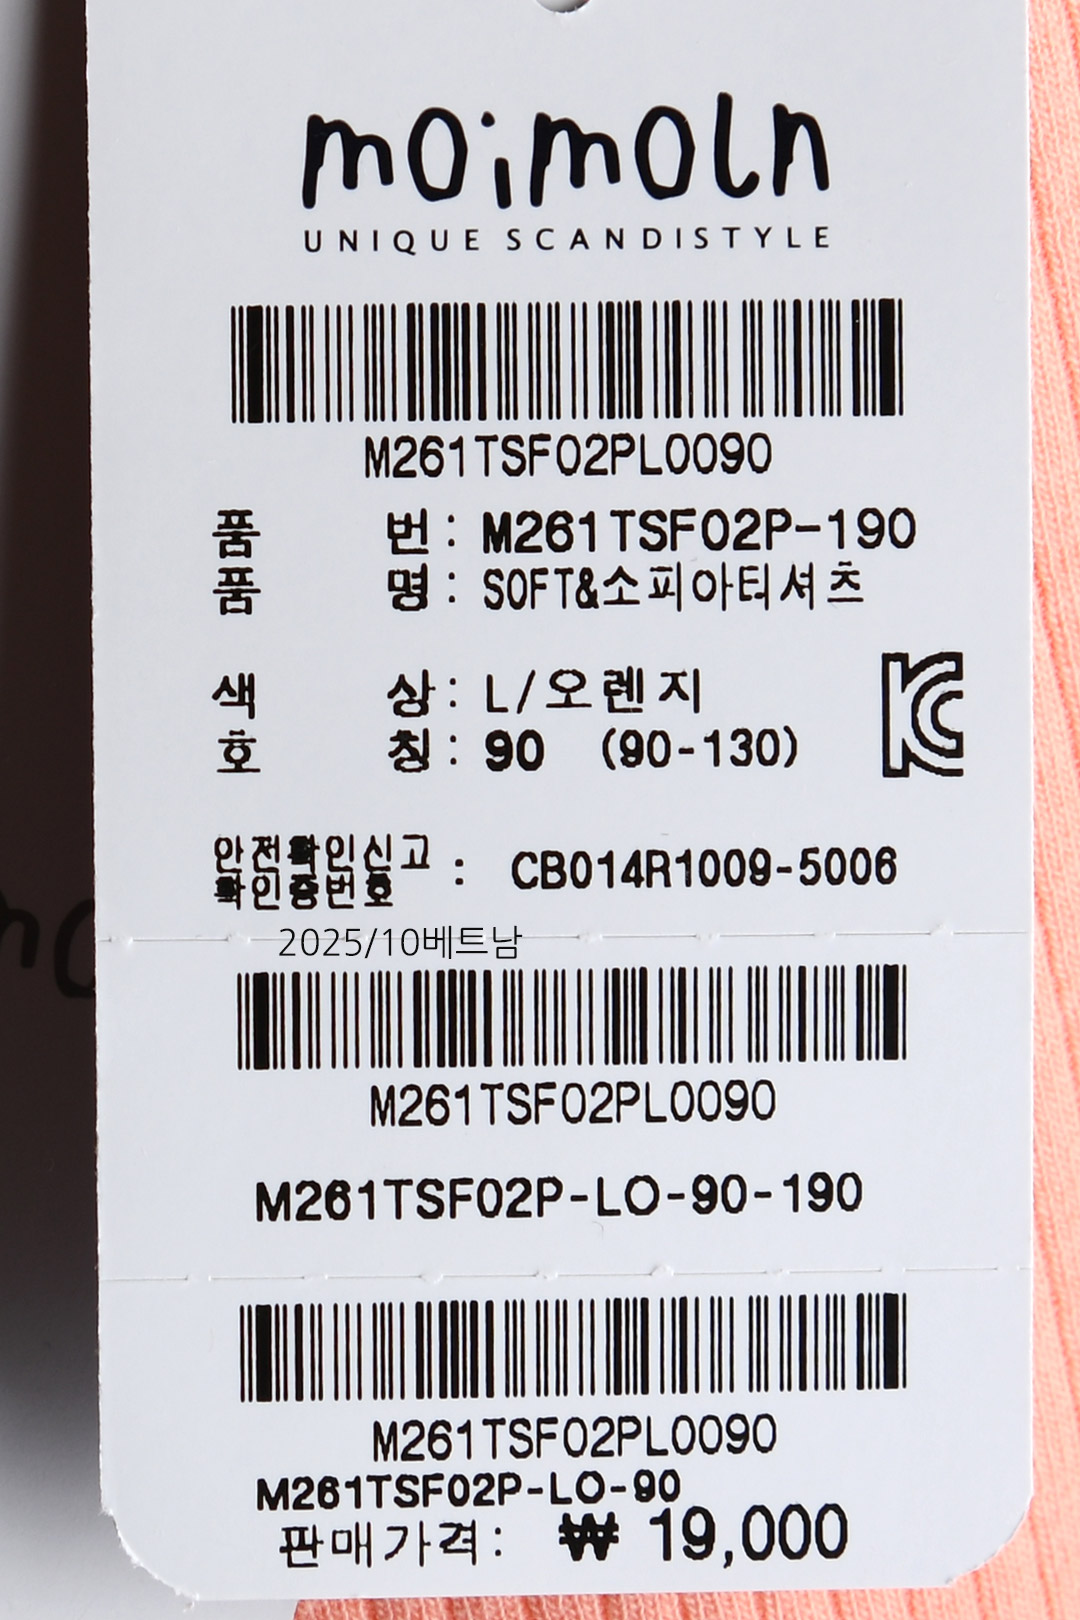 moimoln
UNIQUE SCANDISTYLE
M261TSF02PLO090
품 번 : M261TSF02P-190
품 명 : SOFT&소피아티셔츠
색 상 : L/오렌지
호 칭 : 90 (90-130)
안전확인신고
확인증번호 : CB014R1009-5006
2025/10베트남
M261TSF02PLO090
M261TSF02P-LO-90-190
M261TSF02PLO090
M261TSF02P-LO-90
판매가격: ₩ 19,000